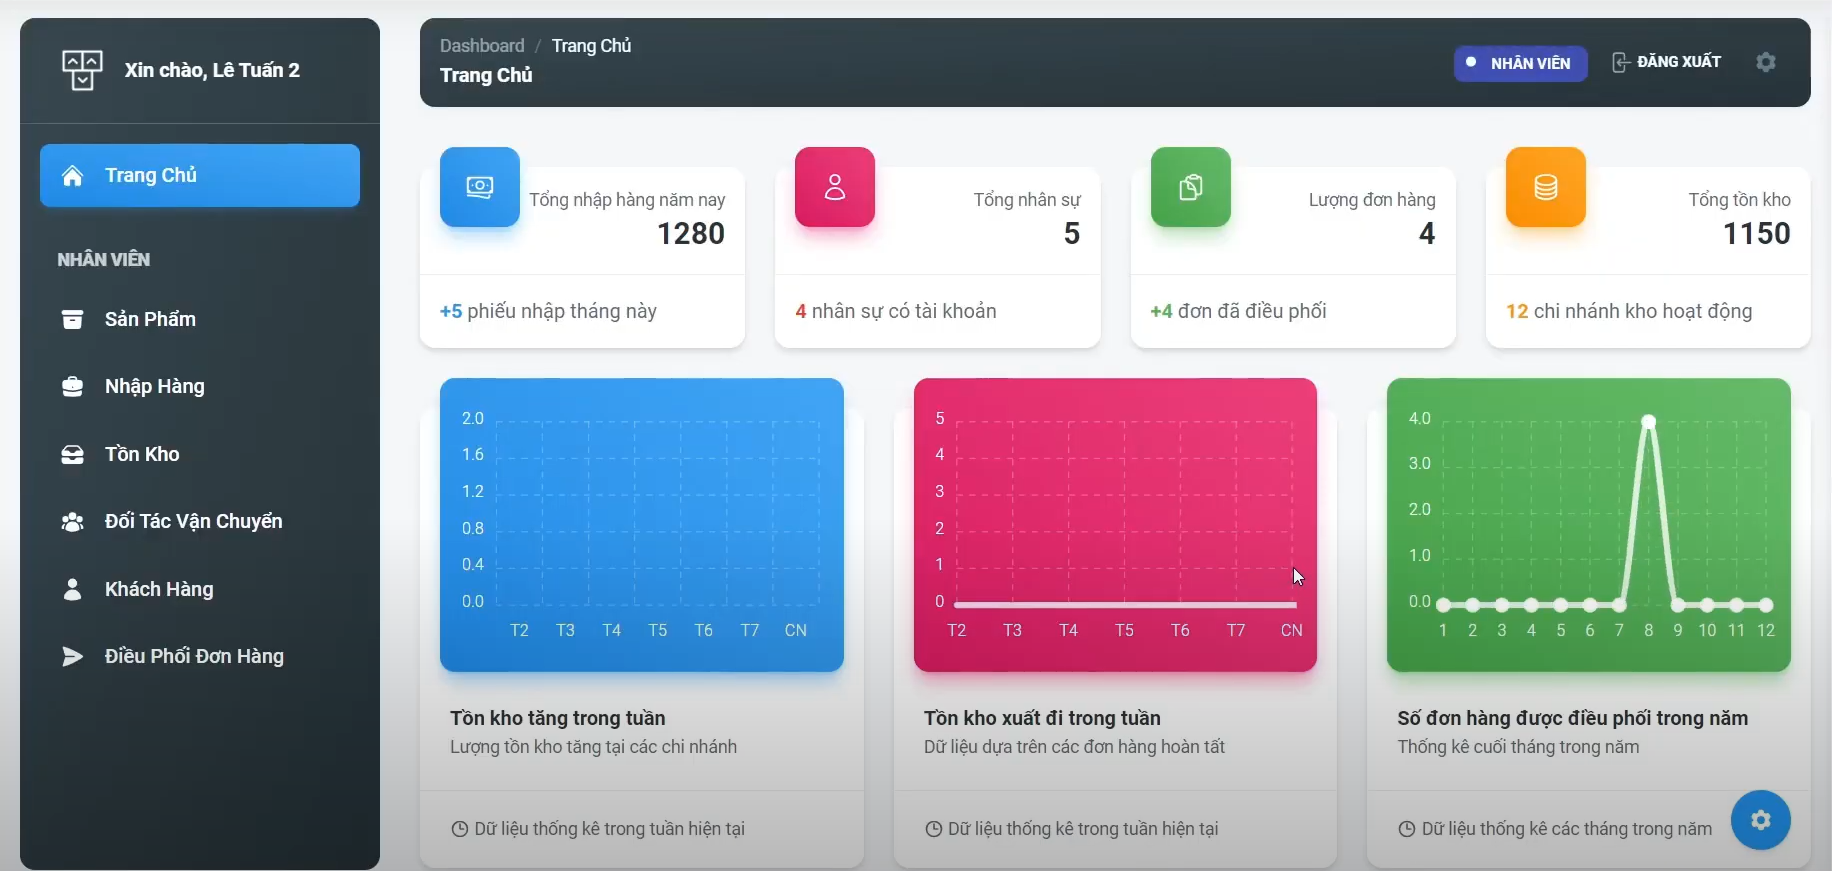 Xin chào, Lê Tuấn 2
Trang Chủ
NHÂN VIÊN
Sản Phẩm
Nhập Hàng
Tồn Kho
Đối Tác Vận Chuyển
Khách Hàng
Điều Phối Đơn Hàng
Dashboard / Trang Chủ
Trang Chủ
NHÂN VIÊN
ĐĂNG XUẤT
Tổng nhập hàng năm nay
1280
+5 phiếu nhập tháng này
Tổng nhân sự
5
4 nhân sự có tài khoản
Lượng đơn hàng
4
+4 đơn đã điều phối
Tổng tồn kho
1150
12 chi nhánh kho hoạt động
2.0
1.6
1.2
0.8
0.4
0.0
T2 T3 T4 T5 T6 T7 CN
Tồn kho tăng trong tuần
Lượng tồn kho tăng tại các chi nhánh
Dữ liệu thống kê trong tuần hiện tại
5
4
3
2
1
0
T2 T3 T4 T5 T6 T7 CN
Tồn kho xuất đi trong tuần
Dữ liệu dựa trên các đơn hàng hoàn tất
Dữ liệu thống kê trong tuần hiện tại
4.0
3.0
2.0
1.0
0.0
1 2 3 4 5 6 7 8 9 10 11 12
Số đơn hàng được điều phối trong năm
Thống kê cuối tháng trong năm
Dữ liệu thống kê các tháng trong năm